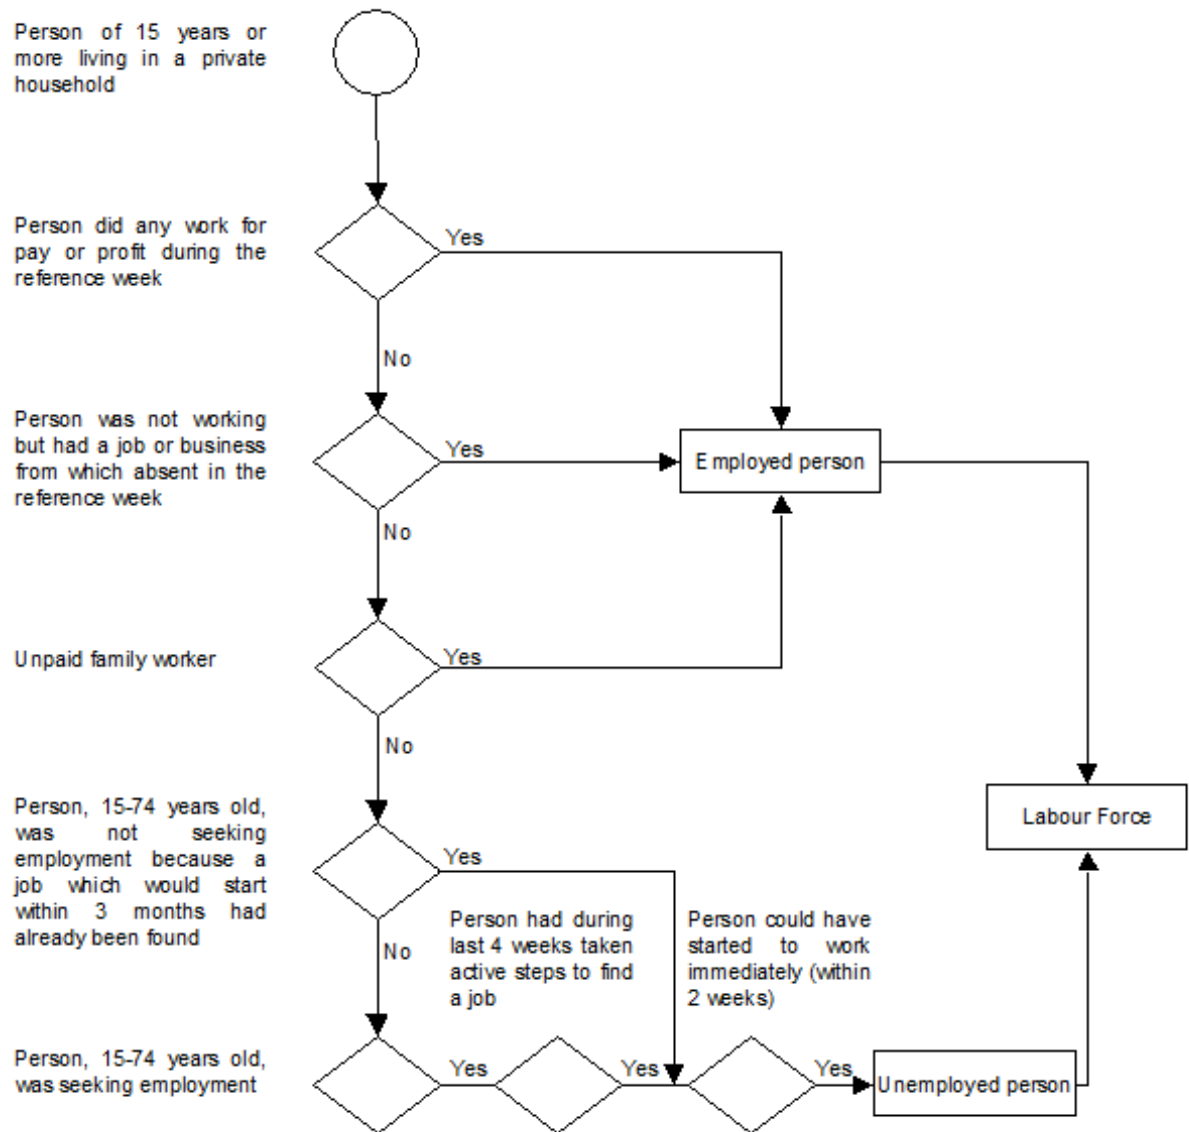 Person of 15 years or
more living in a private
household
Person did any work for
pay or profit during the
reference week
Yes
No
Person was not working
but had a job or business
from which absent in the
reference week
Yes
Employed person
No
Unpaid family worker
Yes
No
Person, 15-74 years old,
was not seeking
employment because a
job which would start
within 3 months had
already been found
Yes
Labour Force
No
Person had during
last 4 weeks taken
active steps to find
a job
Person could have
started to work
immediately (within
2 weeks)
Person, 15-74 years old,
was seeking employment
Yes
Yes
Yes
Unemployed person